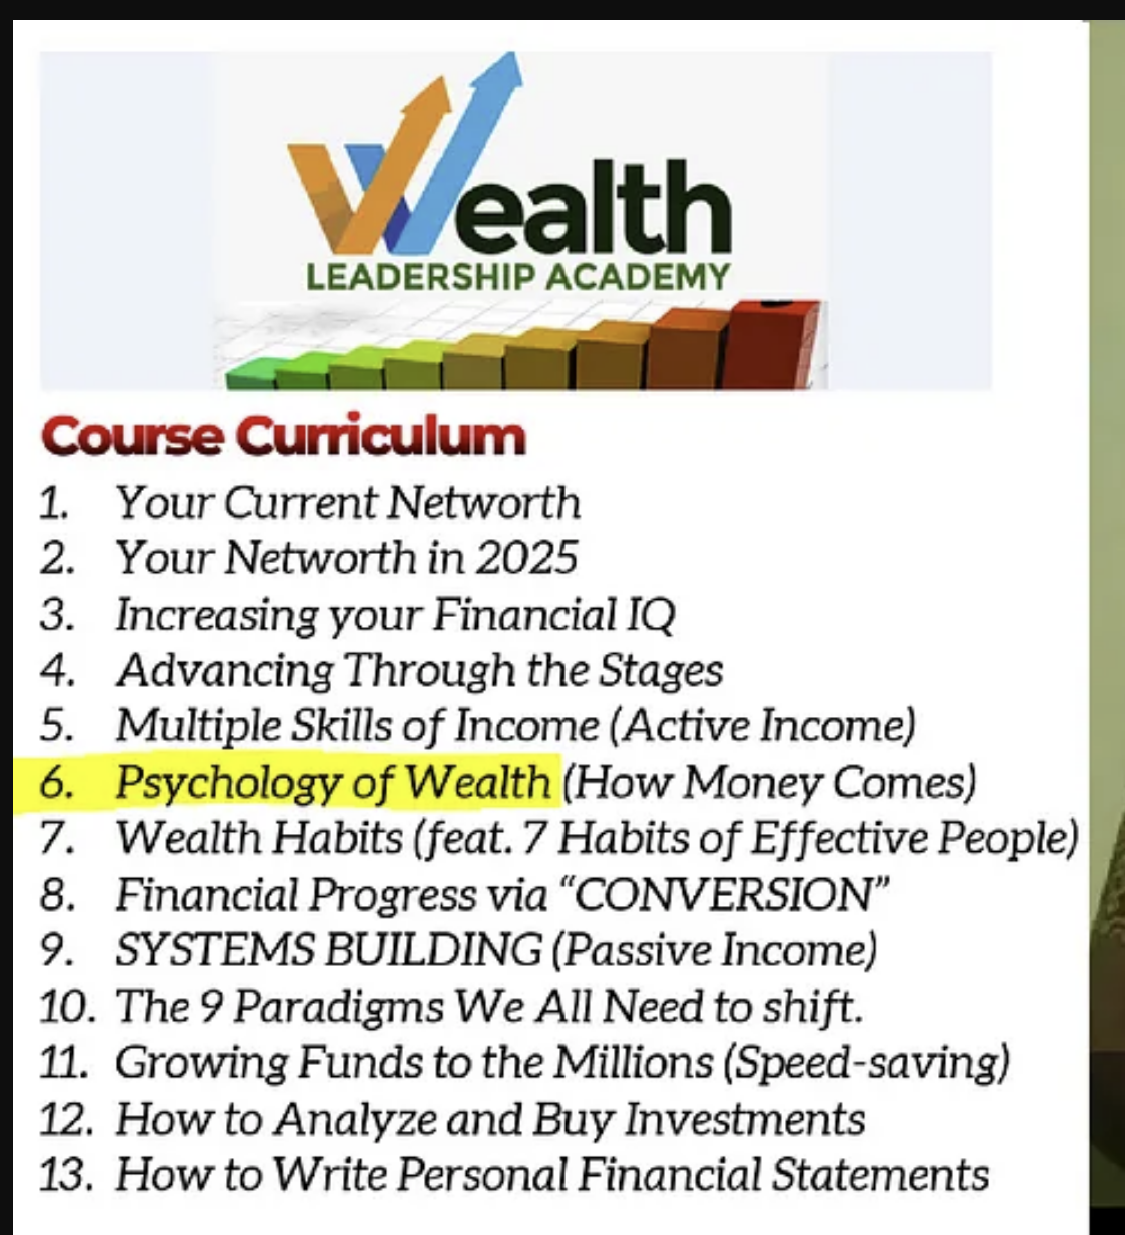 Wealth
LEADERSHIP ACADEMY
Course Curriculum
1. Your Current Networth
2. Your Networth in 2025
3. Increasing your Financial IQ
4. Advancing Through the Stages
5. Multiple Skills of Income (Active Income)
6. Psychology of Wealth (How Money Comes)
7. Wealth Habits (feat. 7 Habits of Effective People)
8. Financial Progress via “CONVERSION”
9. SYSTEMS BUILDING (Passive Income)
10. The 9 Paradigms We All Need to shift.
11. Growing Funds to the Millions (Speed-saving)
12. How to Analyze and Buy Investments
13. How to Write Personal Financial Statements